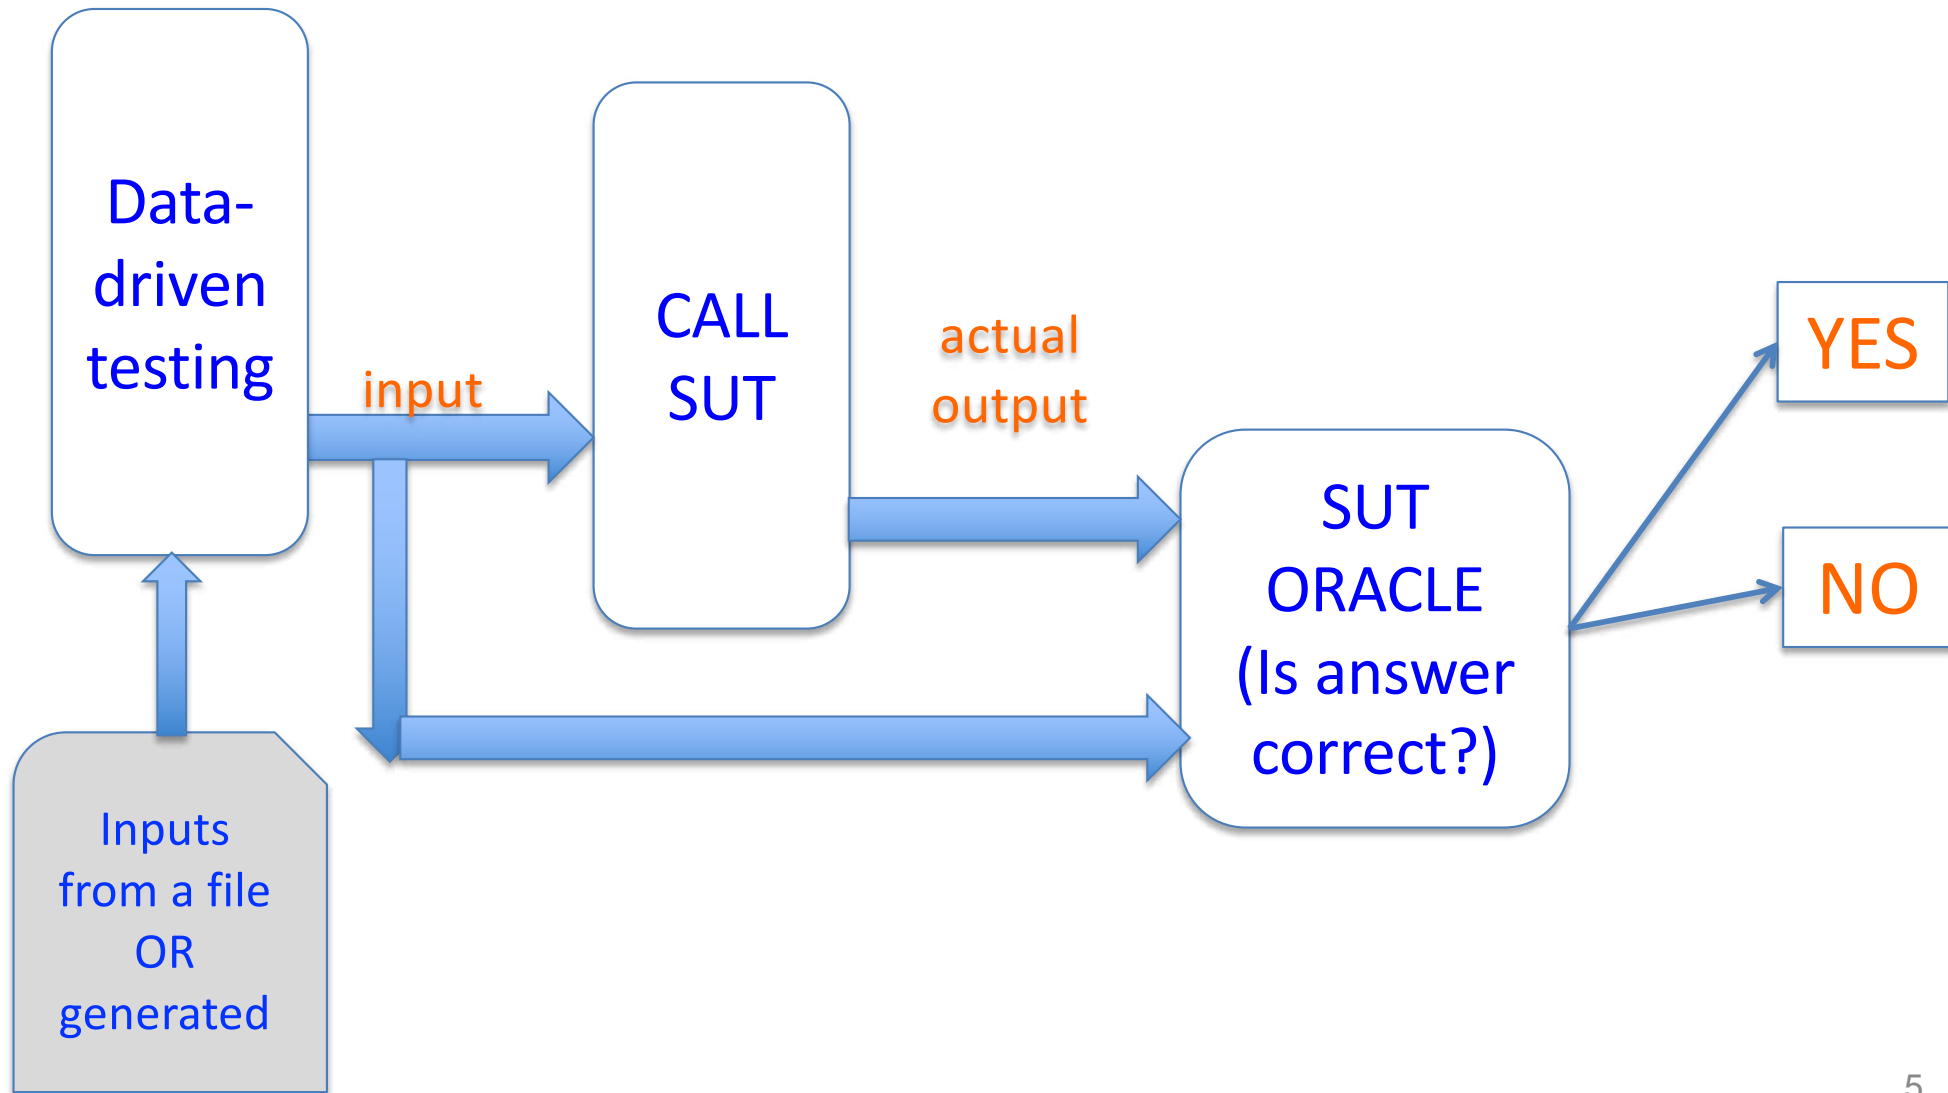 Data-
driven
testing
input
CALL
SUT
actual
output
SUT
ORACLE
(Is answer
correct?)
YES
NO
Inputs
from a file
OR
generated
5